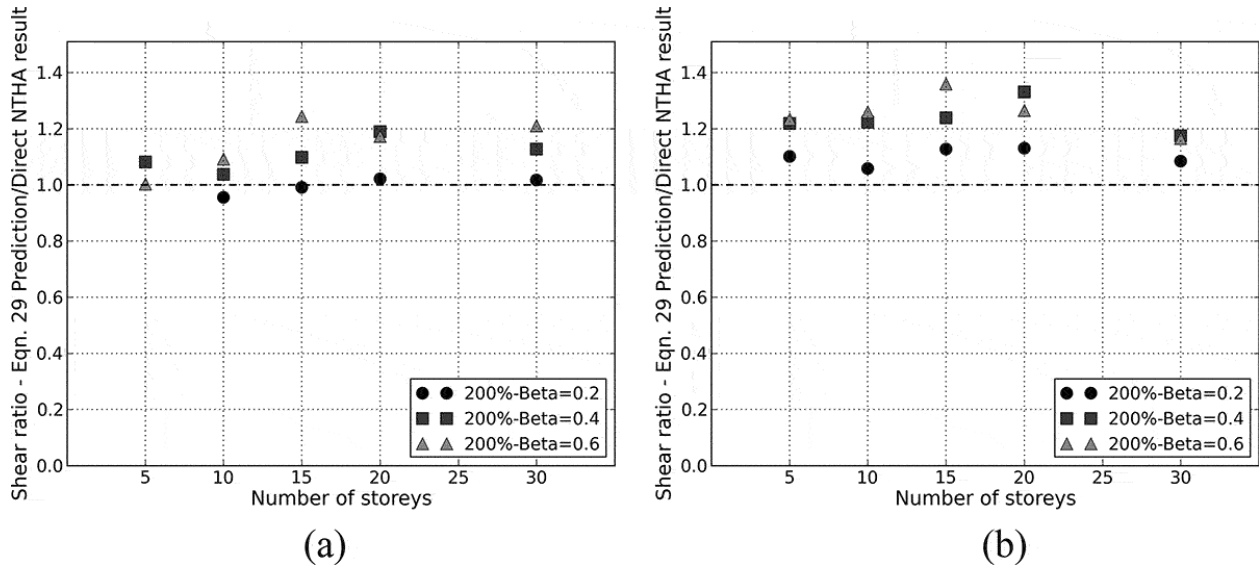 Shear ratio - Eqn. 29 Prediction/Direct NTHA result
1.4
1.2
1.0
0.8
0.6
0.4
0.2
0.0
200%-Beta=0.2
200%-Beta=0.4
200%-Beta=0.6
5 10 15 20 25 30
Number of storeys
(a)
Shear ratio - Eqn. 29 Prediction/Direct NTHA result
1.4
1.2
1.0
0.8
0.6
0.4
0.2
0.0
200%-Beta=0.2
200%-Beta=0.4
200%-Beta=0.6
5 10 15 20 25 30
Number of storeys
(b)